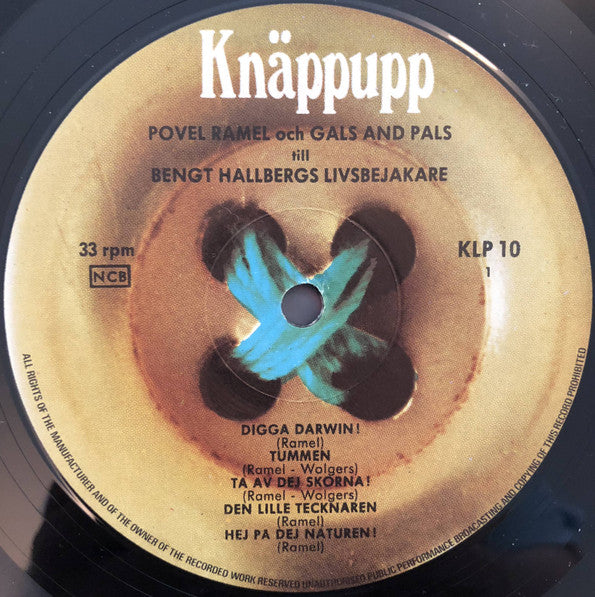 Knäppupp
POVEL RAMEL och GALS AND PALS
till
BENGT HALLBERGS LIVSBEJAKARE
33 rpm
NCB
KLP 10
1
DIGGA DARWIN!
(Ramel)
TUMMEN
(Ramel - Wolgers)
TA AV DEJ SKORNA!
(Ramel - Wolgers)
DEN LILLE TECKNAREN
(Ramel)
HEJ PA DEJ NATUREN!
(Ramel)
ALL RIGHTS OF THE MANUFACTURER AND OF THE OWNER OF THE RECORDED WORK RESERVED UNAUTHORISED PUBLIC PERFORMANCE BROADCASTING AND COPYING OF THIS RECORD PROHIBITED